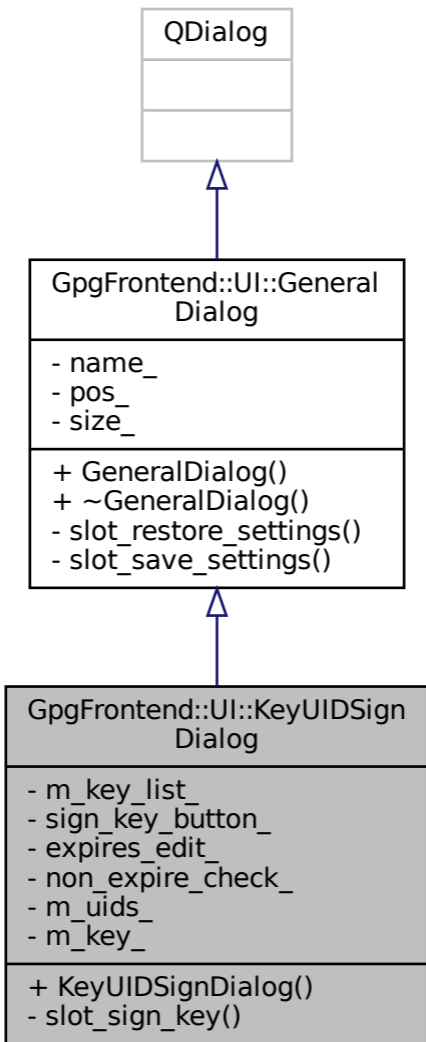 QDialog
GpgFrontend::UI::General
Dialog
- name_
- pos_
- size_
+ GeneralDialog()
+ ~GeneralDialog()
- slot_restore_settings()
- slot_save_settings()
GpgFrontend::UI::KeyUIDSign
Dialog
- m_key_list_
- sign_key_button_
- expires_edit_
- non_expire_check_
- m_uids_
- m_key_
+ KeyUIDSignDialog()
- slot_sign_key()